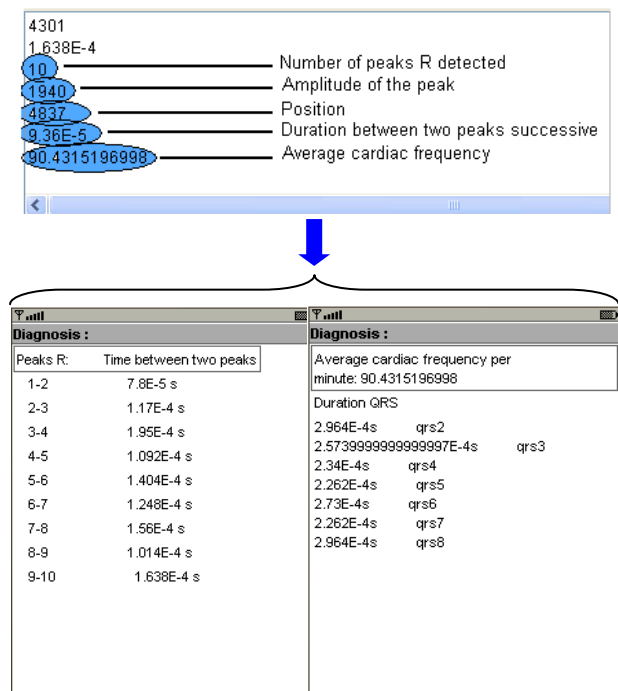 4301
1.638E-4
10 Number of peaks R detected
1940 Amplitude of the peak
4837 Position
9.36E-5 Duration between two peaks successive
90.4315196998 Average cardiac frequency
Diagnosis :
Peaks R: Time between two peaks
1-2 7.8E-5 s
2-3 1.17E-4 s
3-4 1.95E-4 s
4-5 1.092E-4 s
5-6 1.404E-4 s
6-7 1.248E-4 s
7-8 1.56E-4 s
8-9 1.014E-4 s
9-10 1.638E-4 s
Diagnosis :
Average cardiac frequency per
minute: 90.4315196998
Duration QRS
2.964E-4s qrs2
2.5739999999999997E-4s qrs3
2.34E-4s qrs4
2.262E-4s qrs5
2.73E-4s qrs6
2.262E-4s qrs7
2.964E-4s qrs8